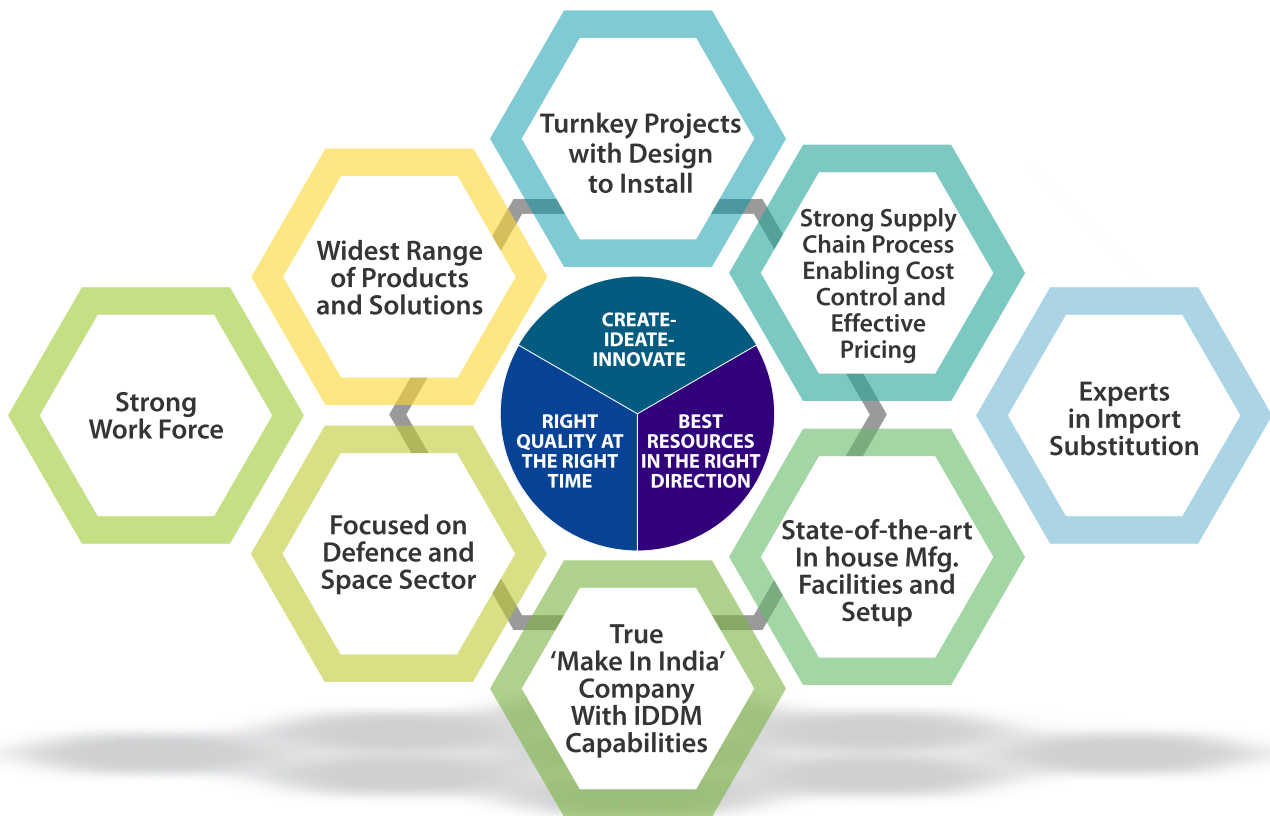 Turnkey Projects
with Design
to Install
Widest Range
of Products
and Solutions
Strong Supply
Chain Process
Enabling Cost
Control and
Effective
Pricing
CREATE-
IDEATE-
INNOVATE
Strong
Work Force
RIGHT
QUALITY AT
THE RIGHT
TIME
BEST
RESOURCES
IN THE RIGHT
DIRECTION
Experts
in Import
Substitution
Focused on
Defence and
Space Sector
State-of-the-art
In house Mfg.
Facilities and
Setup
True
‘Make In India’
Company
With IDDM
Capabilities